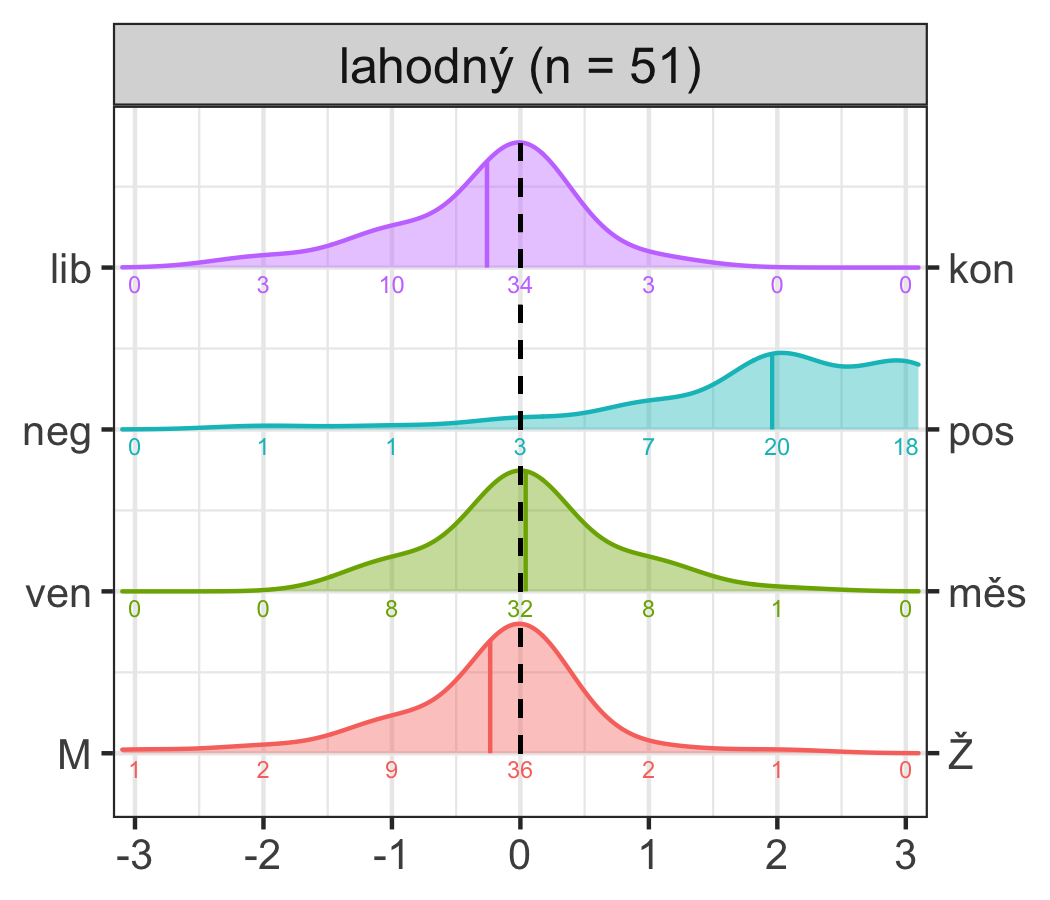 lahodný (n = 51)
lib kon
0 3 10 34 3 0 0
neg pos
0 1 1 3 7 20 18
ven měs
0 0 8 32 8 1 0
M Ž
1 2 9 36 2 1 0
-3 -2 -1 0 1 2 3